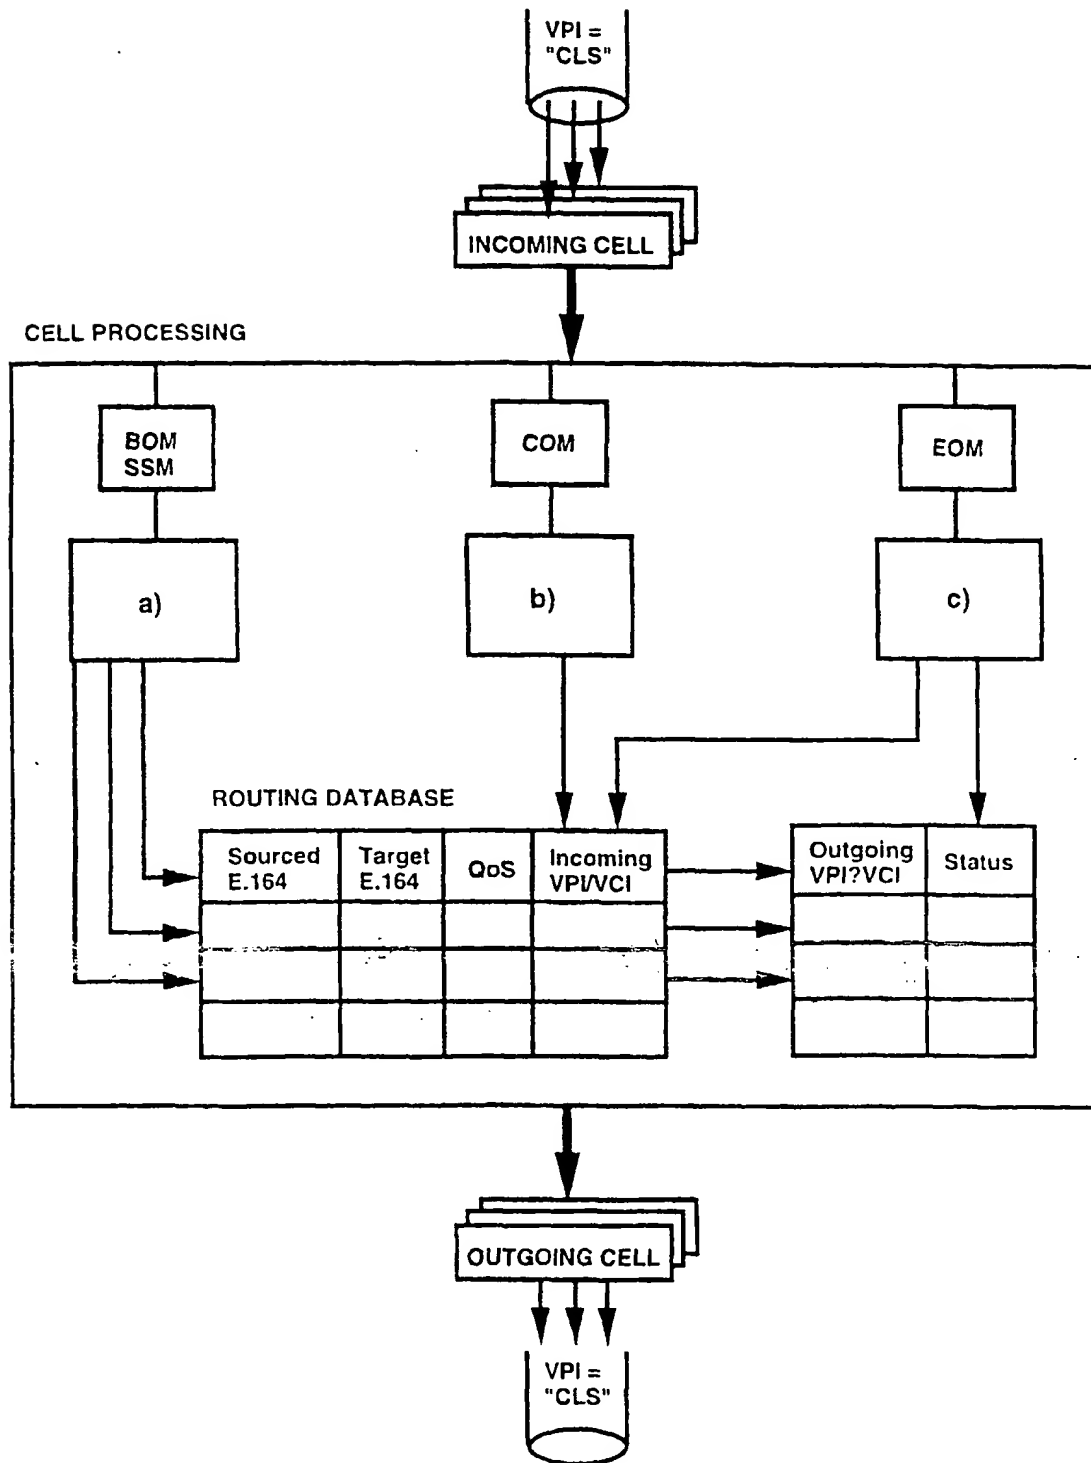 VPI =
"CLS"
INCOMING CELL
CELL PROCESSING
BOM
SSM
COM
EOM
a)
b)
c)
ROUTING DATABASE
Sourced
E.164
Target
E.164
QoS
Incoming
VPI/VCI
Outgoing
VPI?VCI
Status
OUTGOING CELL
VPI =
"CLS"